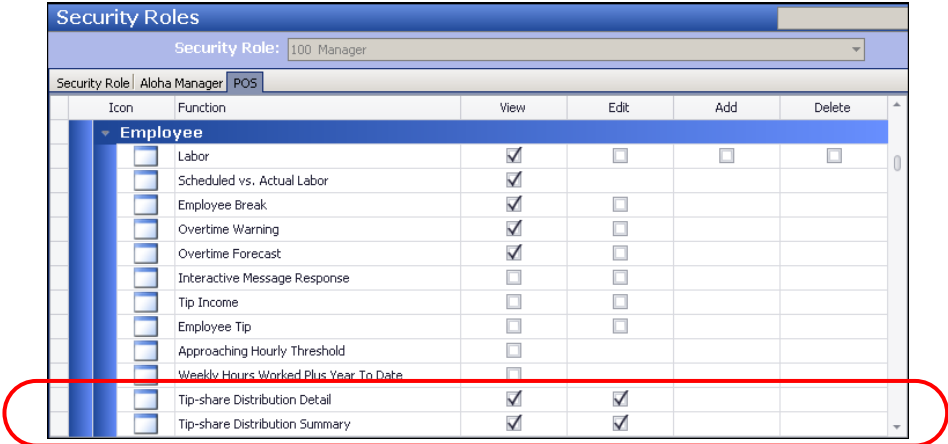 Security Roles
Security Role: 100 Manager
Security Role Aloha Manager POS
Icon Function View Edit Add Delete
Employee
Labor
Scheduled vs. Actual Labor
Employee Break
Overtime Warning
Overtime Forecast
Interactive Message Response
Tip Income
Employee Tip
Approaching Hourly Threshold
Weekly Hours Worked Plus Year To Date
Tip-share Distribution Detail
Tip-share Distribution Summary